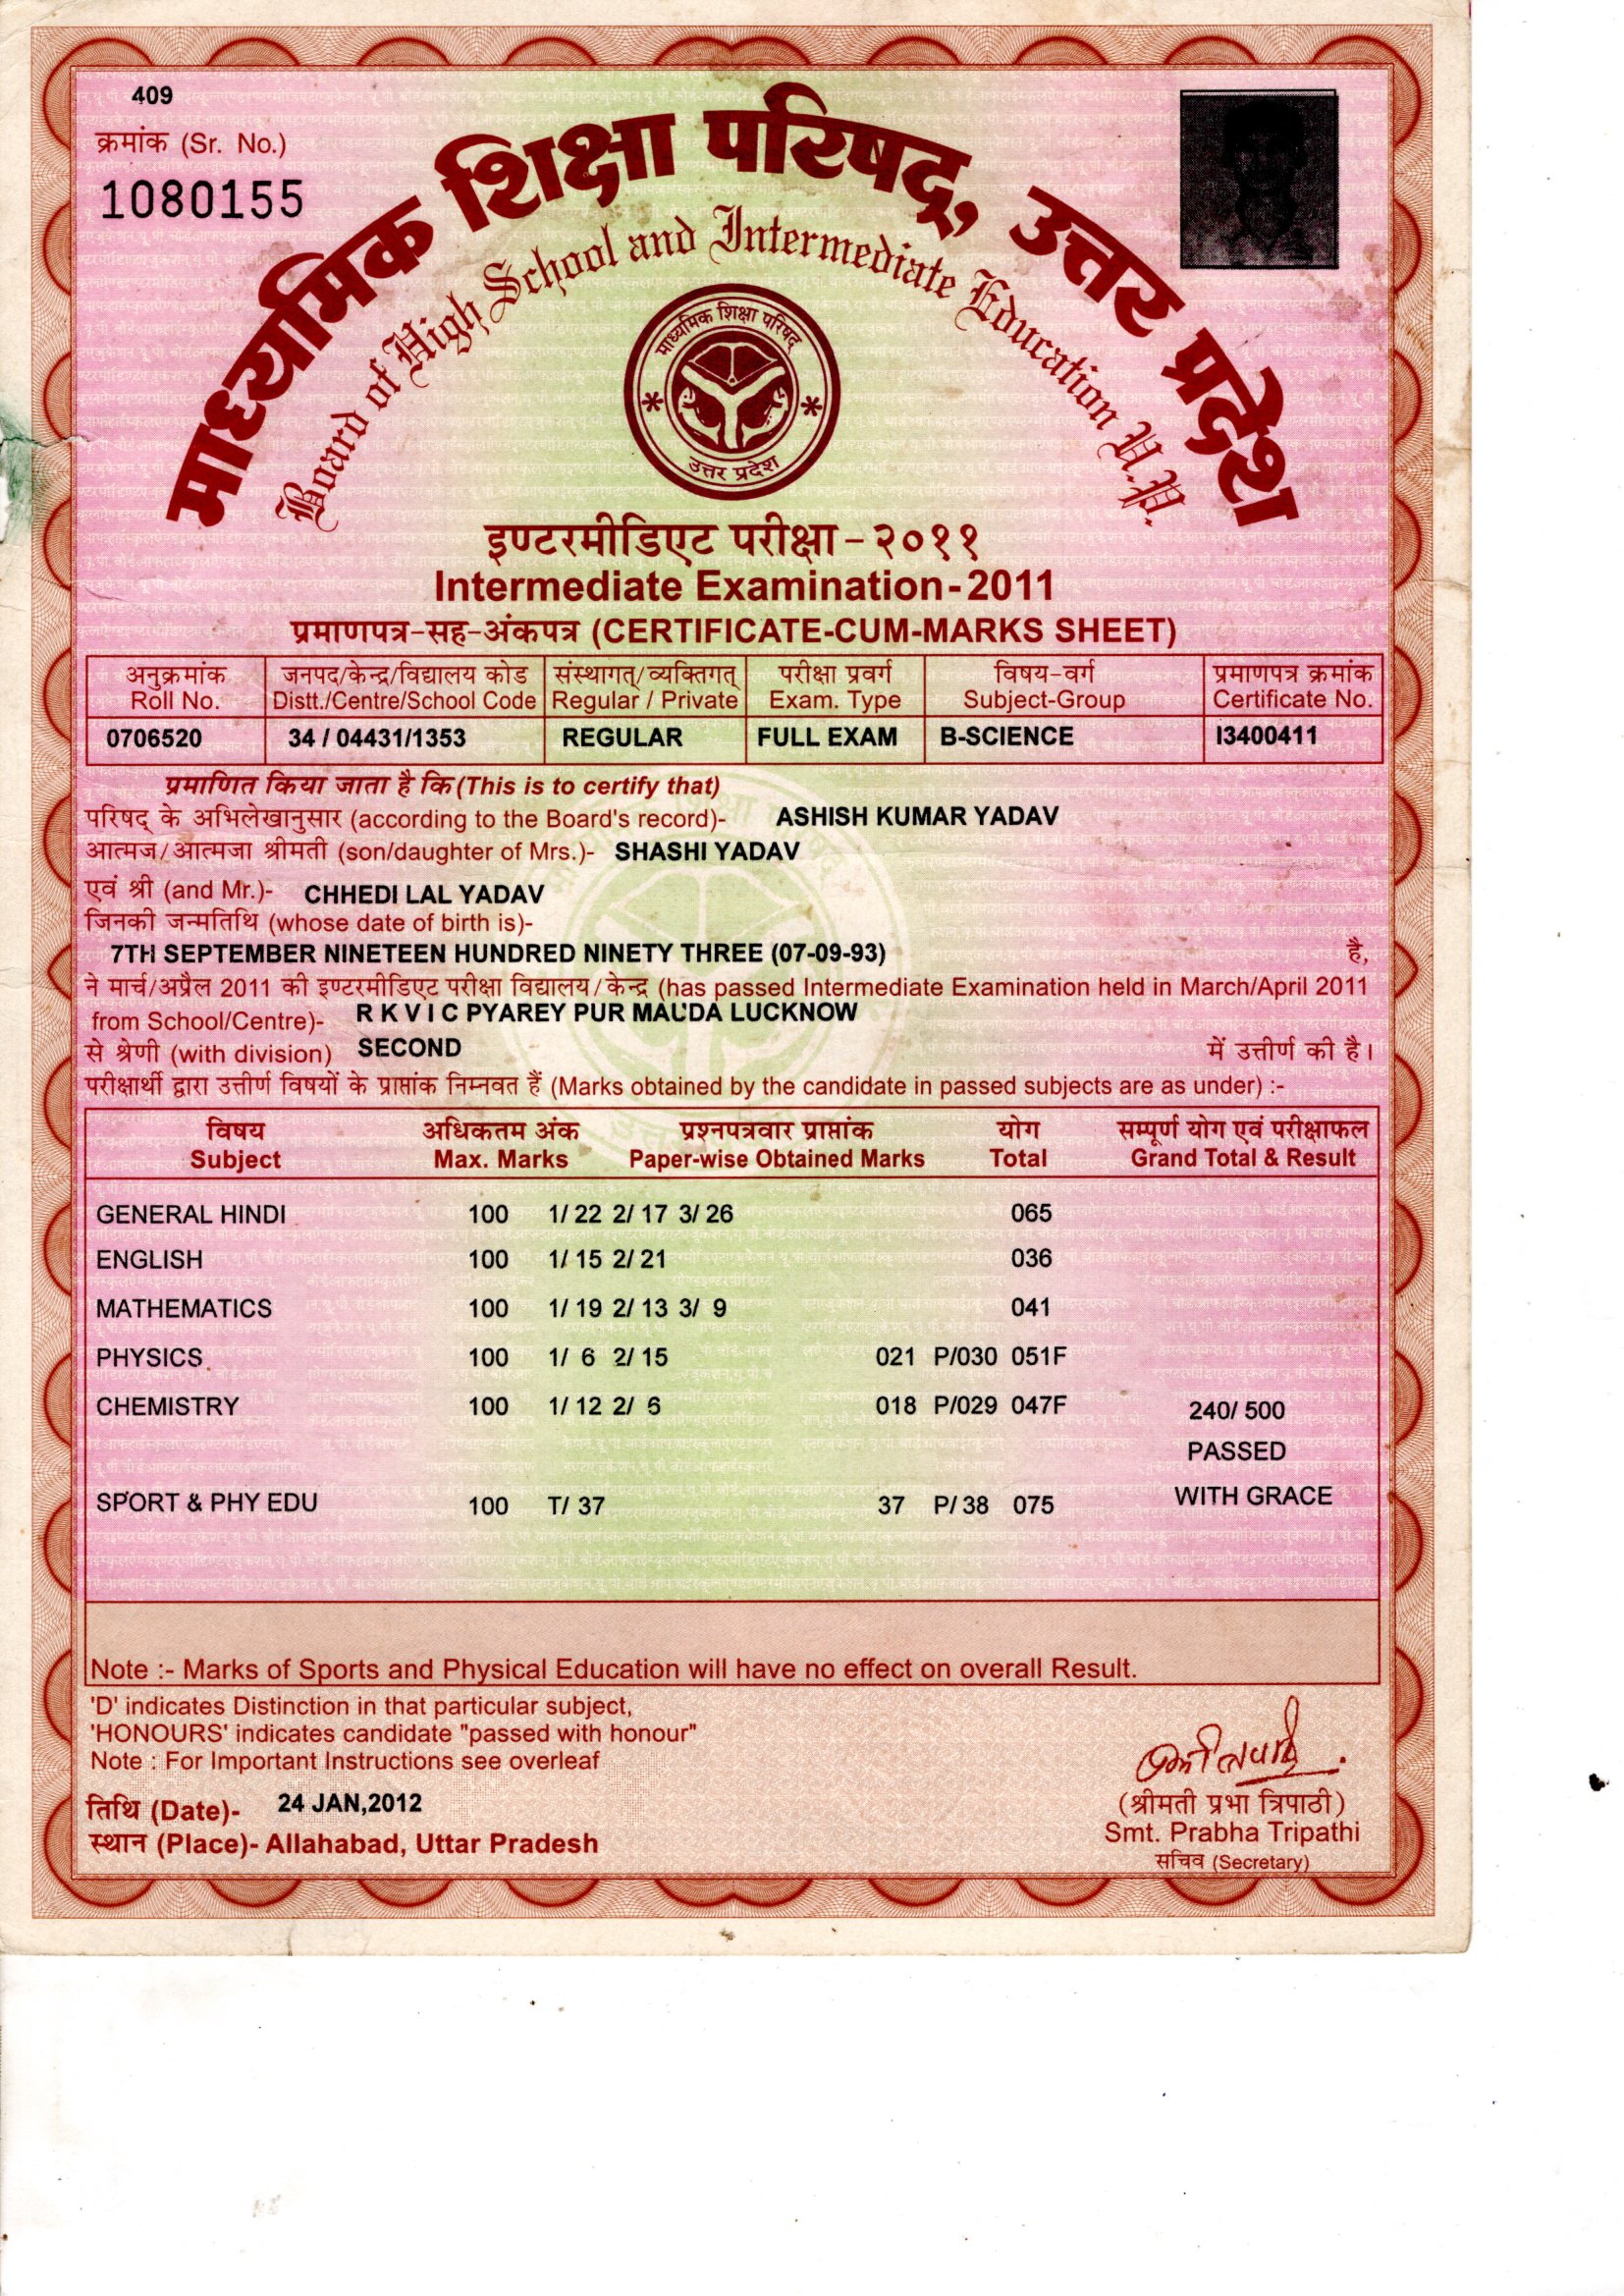 409
क्रमांक (Sr. No.)
1080155
माध्यमिक शिक्षा परिषद्, उत्तर प्रदेश
Board of High School and Intermediate Education U.P.
माध्यमिक शिक्षा परिषद्
उत्तर प्रदेश
इण्टरमीडिएट परीक्षा - २०११
Intermediate Examination - 2011
प्रमाणपत्र-सह-अंकपत्र (CERTIFICATE-CUM-MARKS SHEET)
अनुक्रमांक जनपद/केन्द्र/विद्यालय कोड संस्थागत्/व्यक्तिगत् परीक्षा प्रवर्ग विषय-वर्ग प्रमाणपत्र क्रमांक
Roll No. Distt./Centre/School Code Regular / Private Exam. Type Subject-Group Certificate No.
0706520 34 / 04431/1353 REGULAR FULL EXAM B-SCIENCE I3400411
प्रमाणित किया जाता है कि (This is to certify that)
परिषद् के अभिलेखानुसार (according to the Board's record)- ASHISH KUMAR YADAV
आत्मज/आत्मजा श्रीमती (son/daughter of Mrs.)- SHASHI YADAV
एवं श्री (and Mr.)- CHHEDI LAL YADAV
जिनकी जन्मतिथि (whose date of birth is)-
7TH SEPTEMBER NINETEEN HUNDRED NINETY THREE (07-09-93) है,
ने मार्च/अप्रैल 2011 की इण्टरमीडिएट परीक्षा विद्यालय/केन्द्र (has passed Intermediate Examination held in March/April 2011
from School/Centre)- R K V I C PYAREY PUR MAUDA LUCKNOW
से श्रेणी (with division) SECOND में उत्तीर्ण की है।
परीक्षार्थी द्वारा उत्तीर्ण विषयों के प्राप्तांक निम्नवत हैं (Marks obtained by the candidate in passed subjects are as under) :-
विषय अधिकतम अंक प्रश्नपत्रवार प्राप्तांक योग सम्पूर्ण योग एवं परीक्षाफल
Subject Max. Marks Paper-wise Obtained Marks Total Grand Total & Result
GENERAL HINDI 100 1/ 22 2/ 17 3/ 26 065
ENGLISH 100 1/ 15 2/ 21 036
MATHEMATICS 100 1/ 19 2/ 13 3/ 9 041
PHYSICS 100 1/ 6 2/ 15 021 P/030 051F
CHEMISTRY 100 1/ 12 2/ 6 018 P/029 047F
240/ 500
PASSED
WITH GRACE
SPORT & PHY EDU 100 T/ 37 37 P/ 38 075
Note :- Marks of Sports and Physical Education will have no effect on overall Result.
'D' indicates Distinction in that particular subject,
'HONOURS' indicates candidate "passed with honour"
Note : For Important Instructions see overleaf
तिथि (Date)- 24 JAN,2012
स्थान (Place)- Allahabad, Uttar Pradesh
(श्रीमती प्रभा त्रिपाठी)
Smt. Prabha Tripathi
सचिव (Secretary)